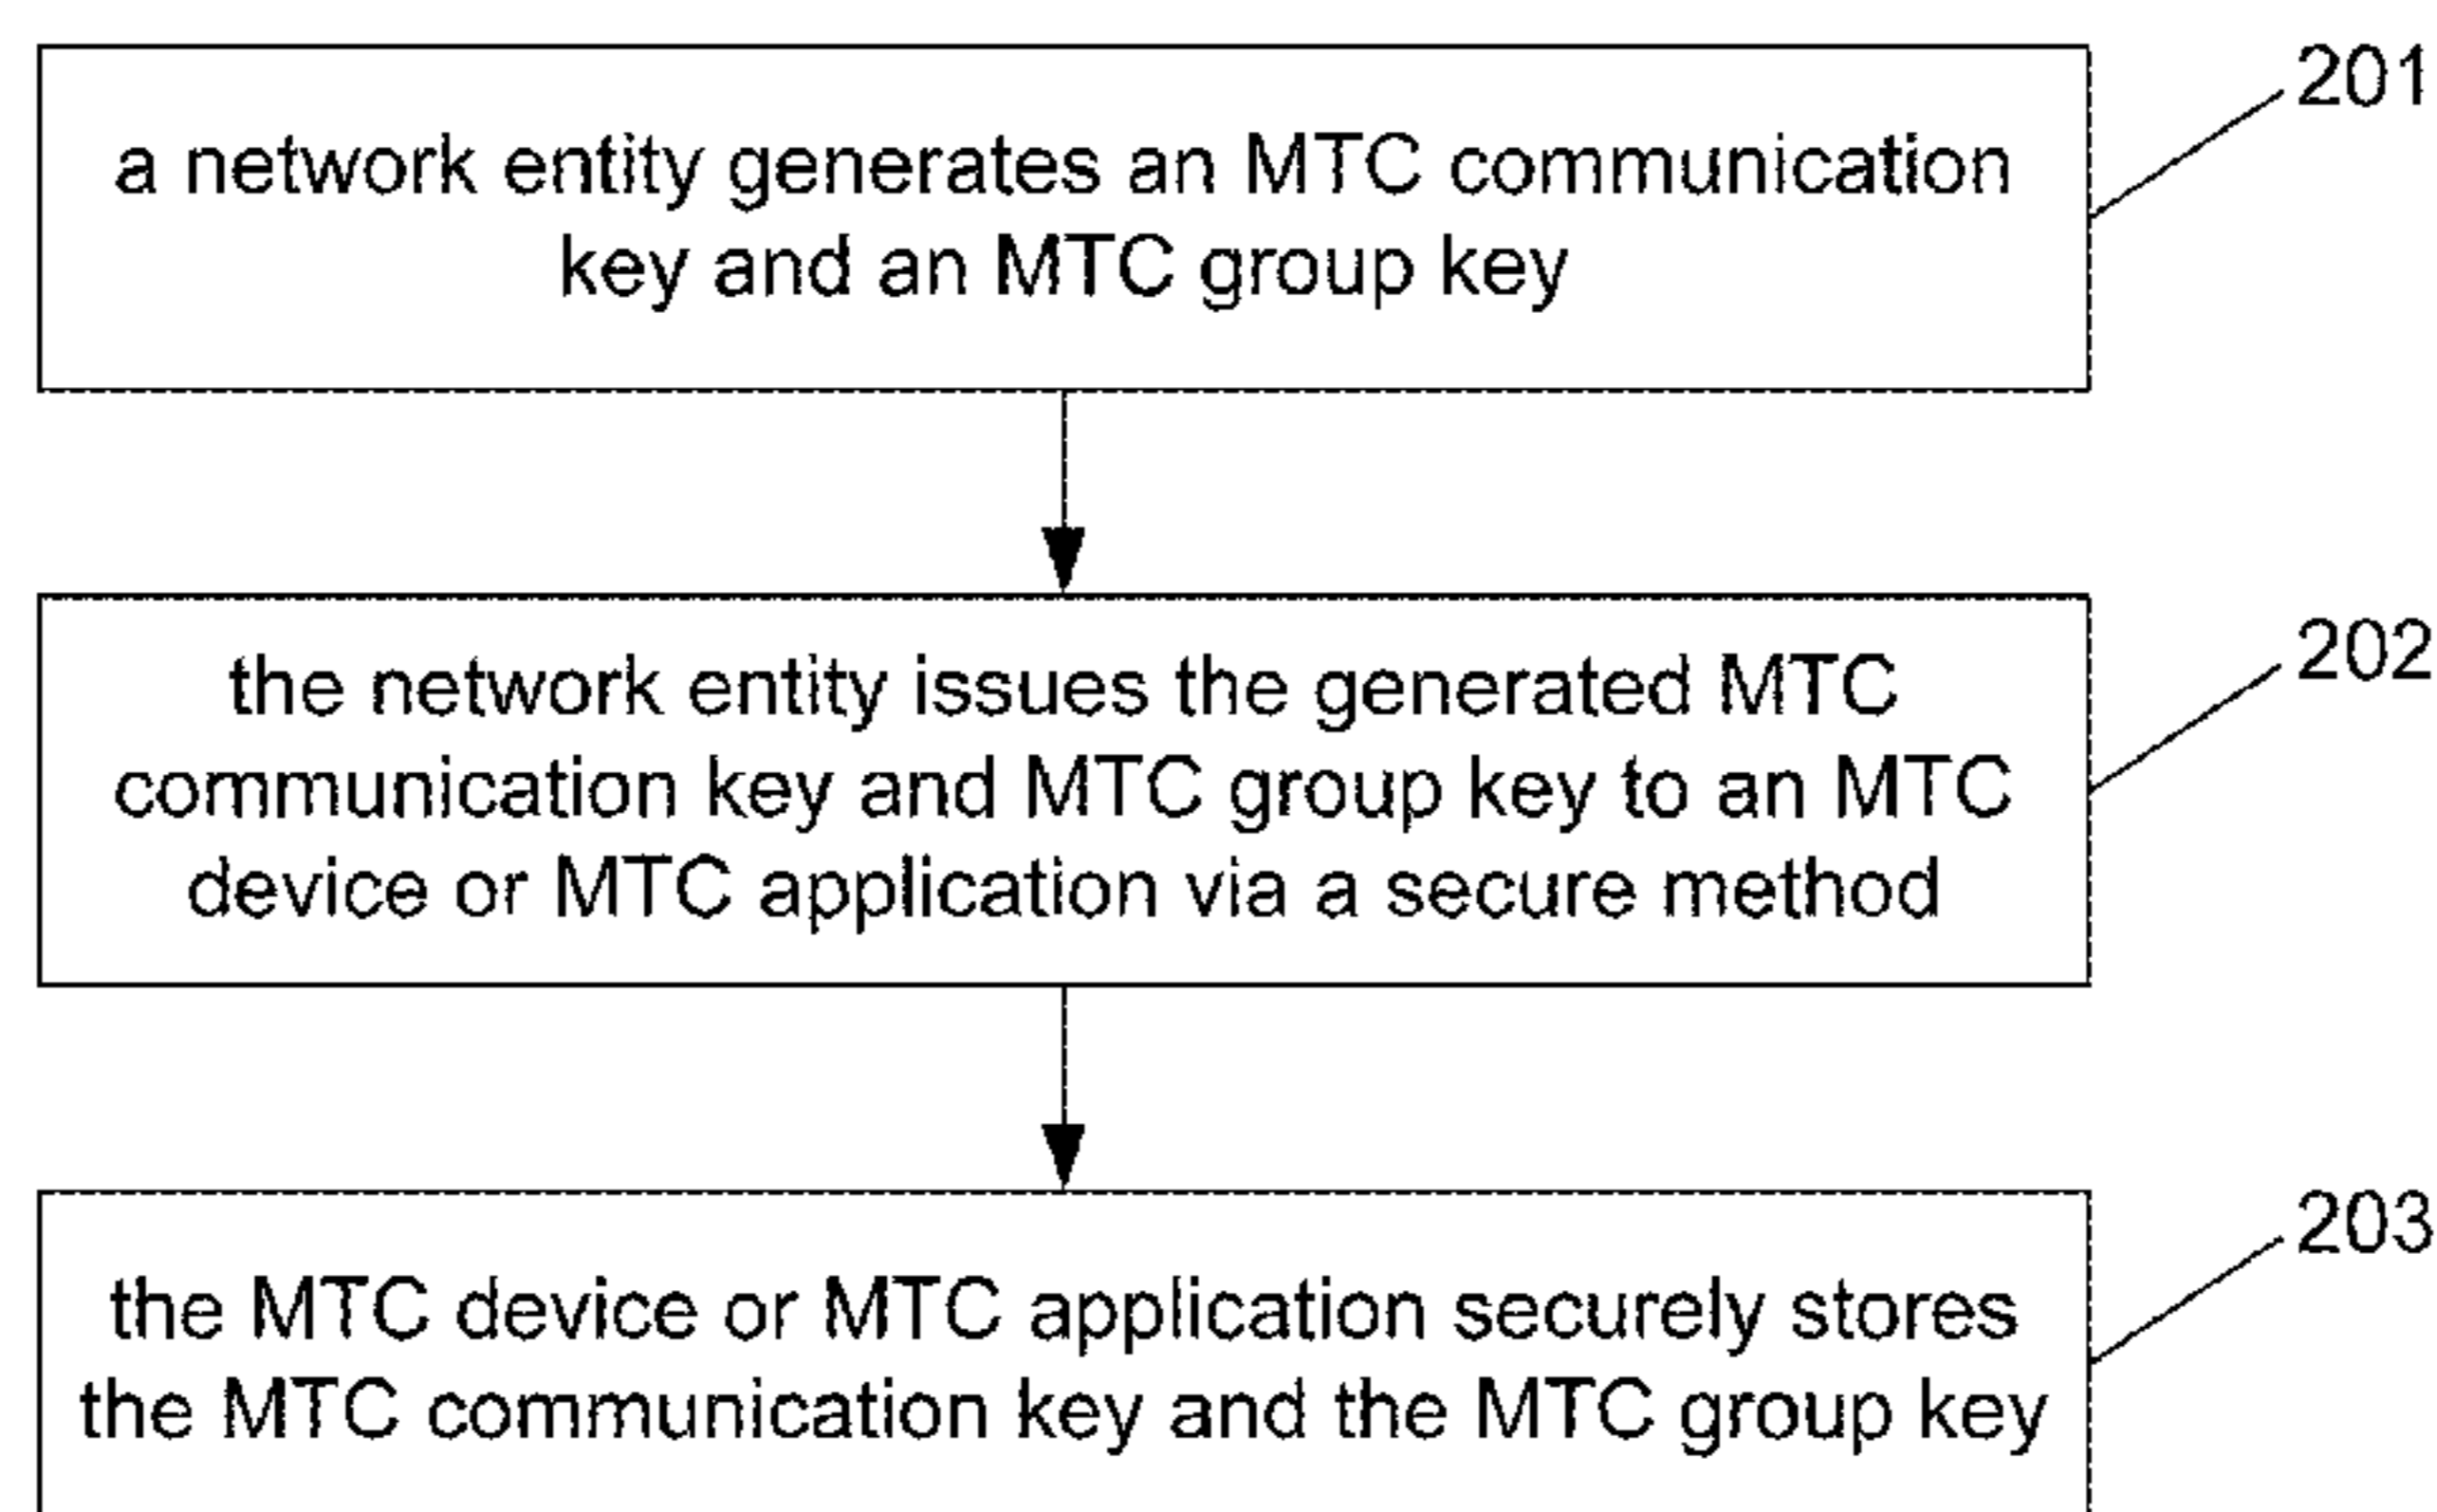 a network entity generates an MTC communication
key and an MTC group key
201
the network entity issues the generated MTC
communication key and MTC group key to an MTC
device or MTC application via a secure method
202
the MTC device or MTC application securely stores
the MTC communication key and the MTC group key
203